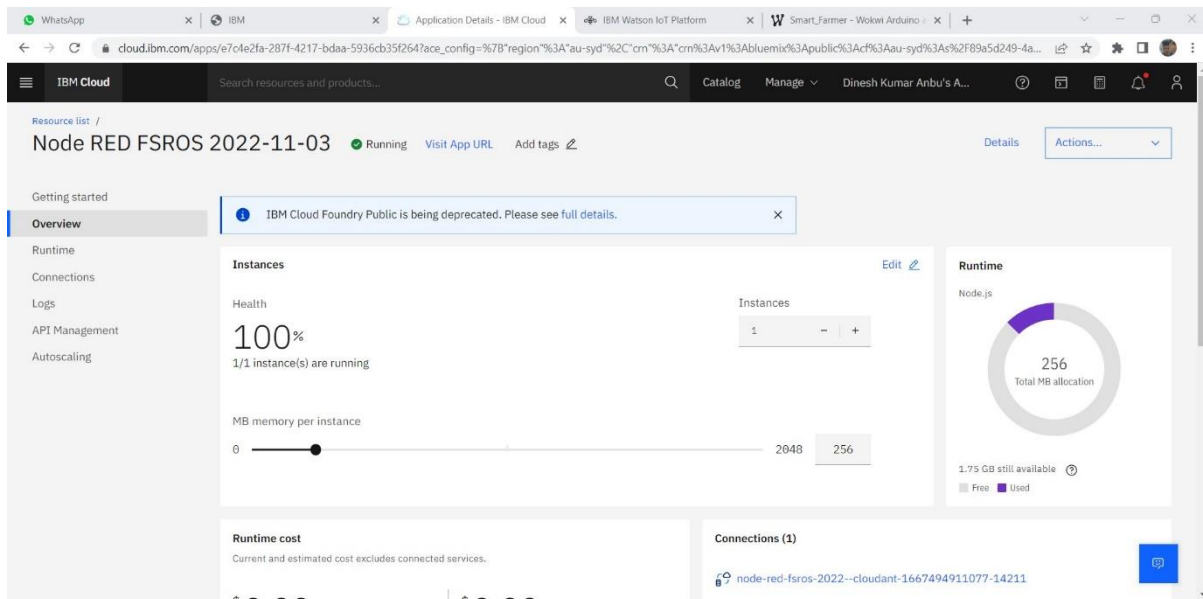 WhatsApp
IBM
Application Details - IBM Cloud
IBM Watson IoT Platform
Smart_Farmer - Wokwi Arduino
cloud.ibm.com/apps/e7c4e2fa-287f-4217-bdaa-5936cb35f264?ace_config=%7B"region"%3A"au-syd"%2C"crn"%3A"crn%3Av1%3Abluemix%3Apublic%3Acf%3Aau-syd%3As%2F89a5d249-4a...
IBM Cloud
Search resources and products...
Catalog
Manage
Dinesh Kumar Anbu's A...
Resource list /
Node RED FSROS 2022-11-03
Running
Visit App URL
Add tags
Details
Actions...
Getting started
Overview
Runtime
Connections
Logs
API Management
Autoscaling
IBM Cloud Foundry Public is being deprecated. Please see full details.
Instances
Edit
Health
100%
1/1 instance(s) are running
Instances
1
MB memory per instance
0
2048
256
Runtime
Node.js
256
Total MB allocation
1.75 GB still available
Free
Used
Runtime cost
Current and estimated cost excludes connected services.
Connections (1)
node-red-fsros-2022--cloudant-1667494911077-14211